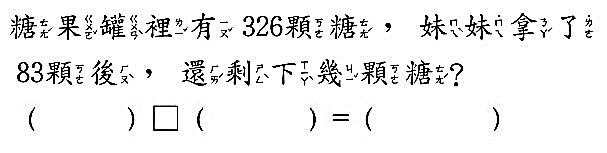 糖果罐裡有326顆糖，妹妹拿了
83顆後，還剩下幾顆糖?
(　　　)□(　　　)=(　　　)